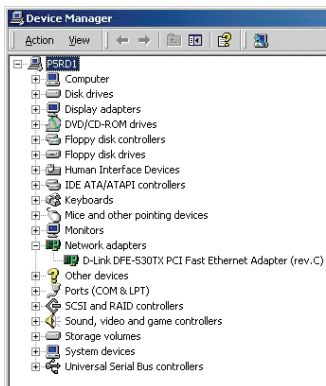 Device Manager
Action View
P5RD1
Computer
Disk drives
Display adapters
DVD/CD-ROM drives
Floppy disk controllers
Floppy disk drives
Human Interface Devices
IDE ATA/ATAPI controllers
Keyboards
Mice and other pointing devices
Monitors
Network adapters
D-Link DFE-530TX PCI Fast Ethernet Adapter (rev.C)
Other devices
Ports (COM & LPT)
SCSI and RAID controllers
Sound, video and game controllers
Storage volumes
System devices
Universal Serial Bus controllers